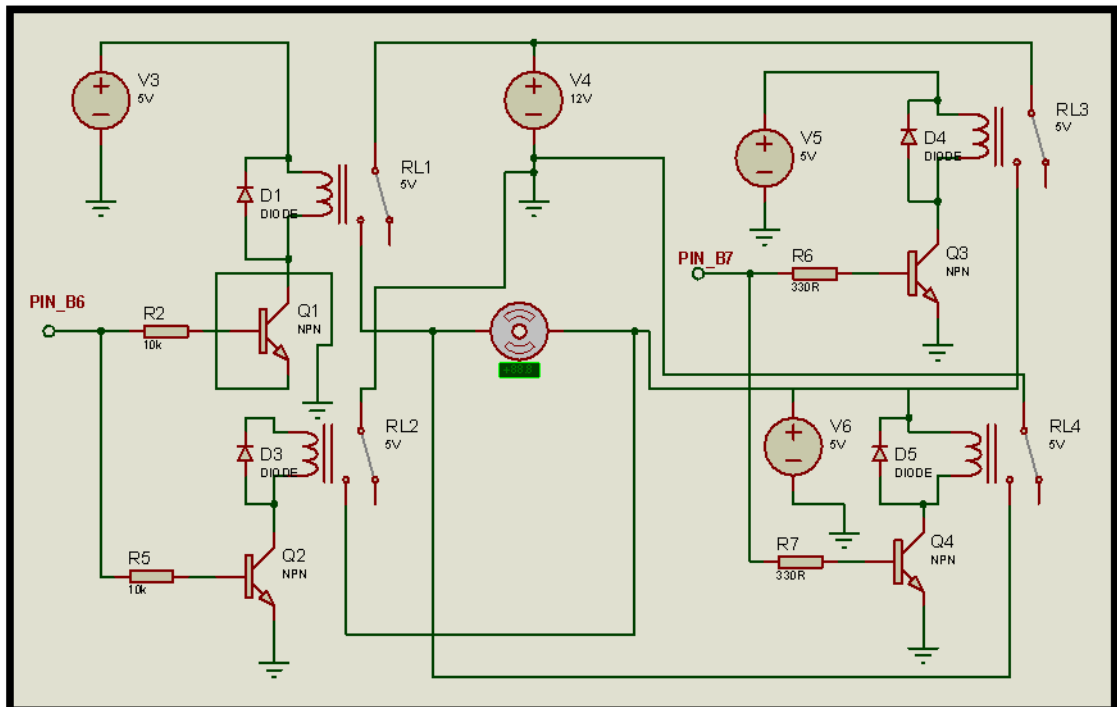 V3
5V
V4
12V
V5
5V
D4
DIODE
RL3
5V
D1
DIODE
RL1
5V
PIN_B7
R6
330R
Q3
NPN
PIN_B6
R2
10k
Q1
NPN
D3
DIODE
RL2
5V
V6
5V
D5
DIODE
RL4
5V
R5
10k
Q2
NPN
R7
330R
Q4
NPN